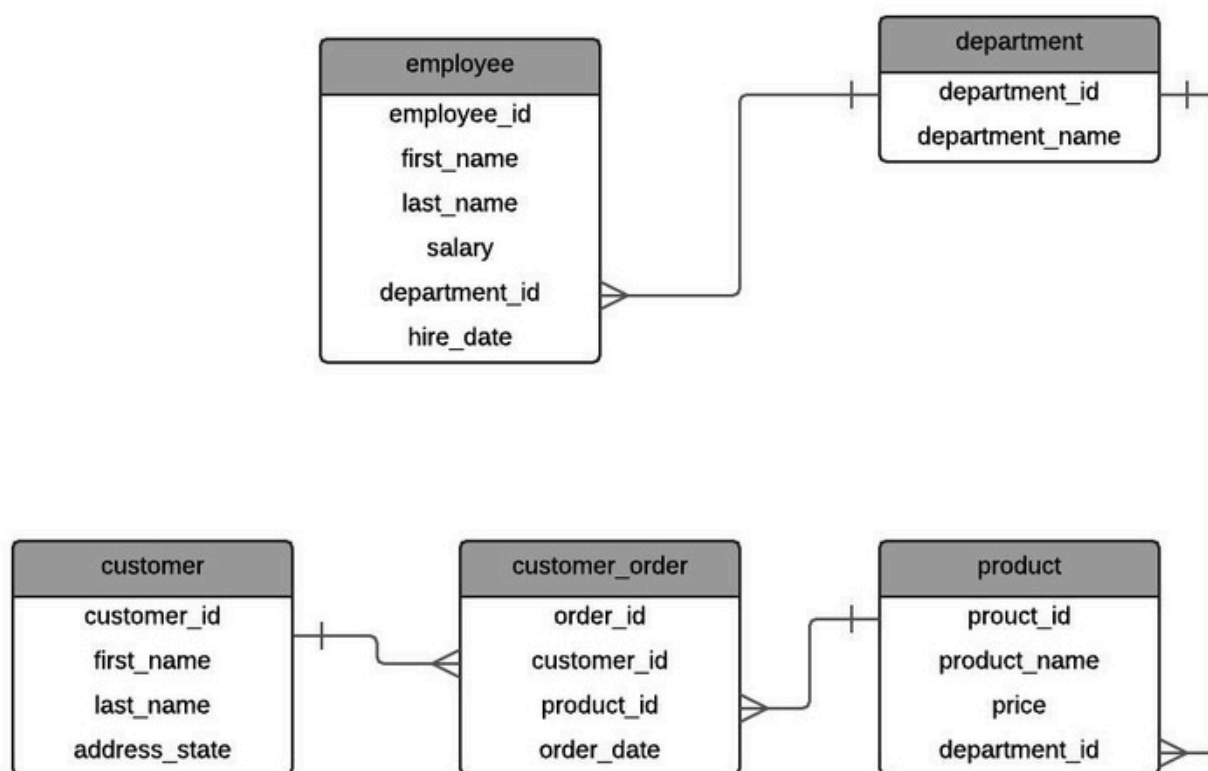 employee
employee_id
first_name
last_name
salary
department_id
hire_date
department
department_id
department_name
customer
customer_id
first_name
last_name
address_state
customer_order
order_id
customer_id
product_id
order_date
product
prouct_id
product_name
price
department_id